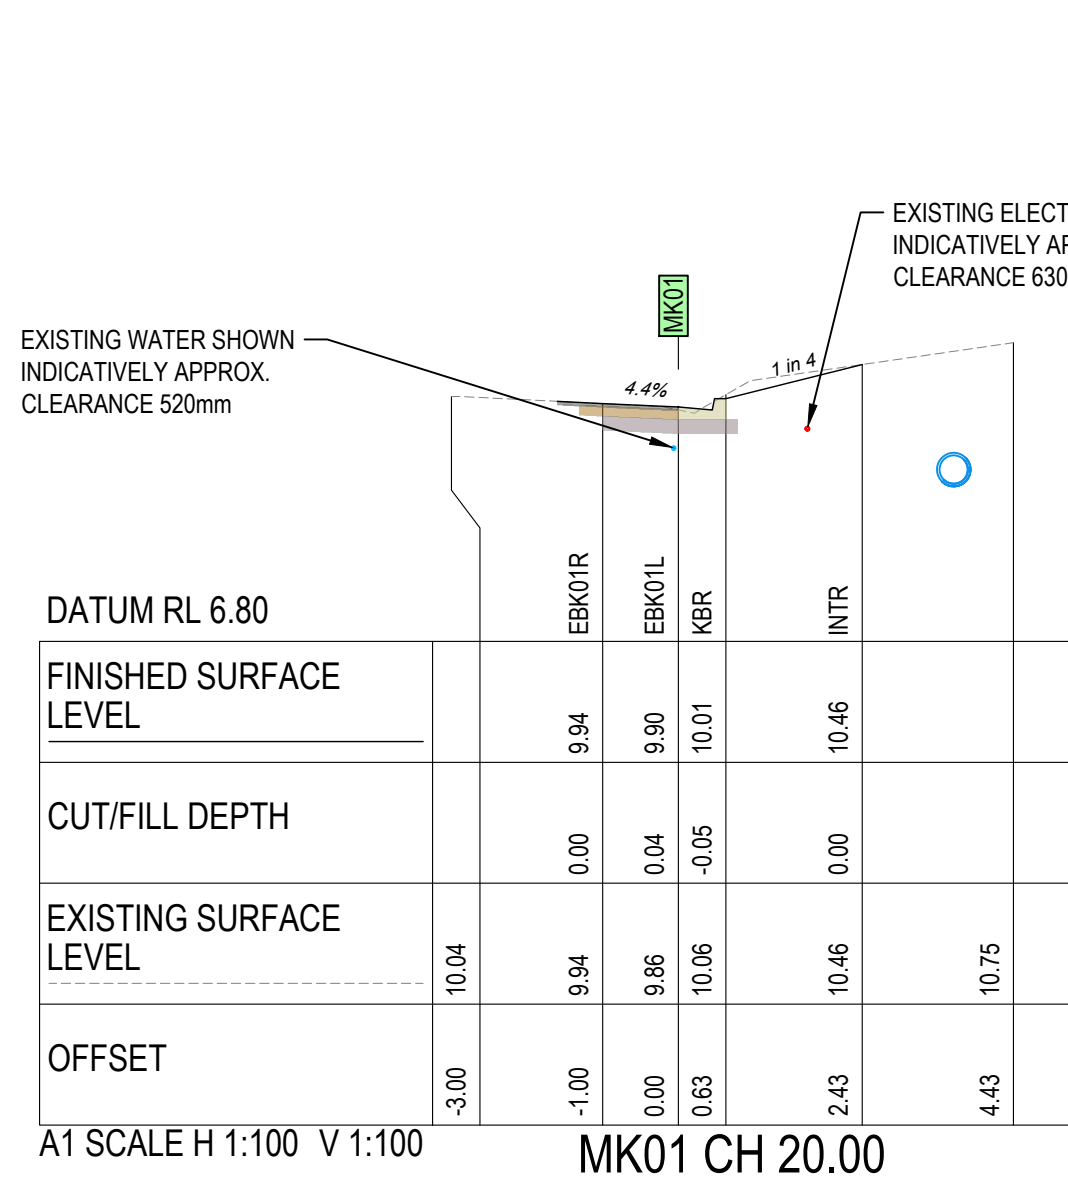 EXISTING ELECT
INDICATIVELY AP
CLEARANCE 630
MK01
EXISTING WATER SHOWN
INDICATIVELY APPROX.
CLEARANCE 520mm
4.4%
1 in 4
DATUM RL 6.80
EBK01R
EBK01L
KBR
INTR
FINISHED SURFACE
LEVEL
9.94
9.90
10.01
10.46
CUT/FILL DEPTH
0.00
0.04
-0.05
0.00
EXISTING SURFACE
LEVEL
10.04
9.94
9.86
10.06
10.46
10.75
OFFSET
-3.00
-1.00
0.00
0.63
2.43
4.43
A1 SCALE H 1:100 V 1:100
MK01 CH 20.00